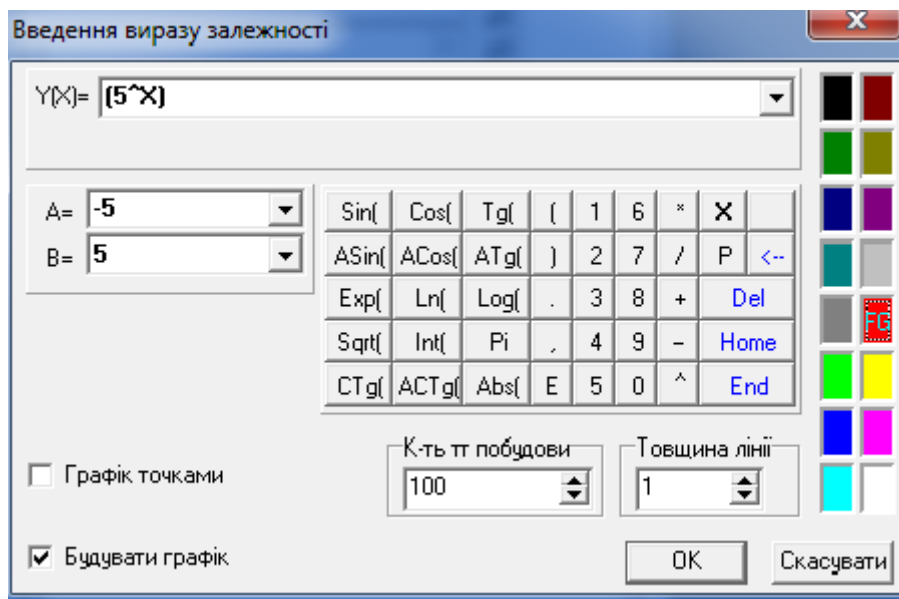 Введення виразу залежності
x
Y(X)= (5^X)
A= -5
B= 5
Sin( Cos( Tg( ( 1 6 * X
ASin( ACos( ATg( ) 2 7 / P <--
Exp( Ln( Log( . 3 8 + Del
Sqrt( Int( Pi , 4 9 - Home
CTg( ACTg( Abs( E 5 0 ^ End
FG
К-ть тт побудови Товщина лінії
Графік точками 100 1
Будувати графік OK Скасувати